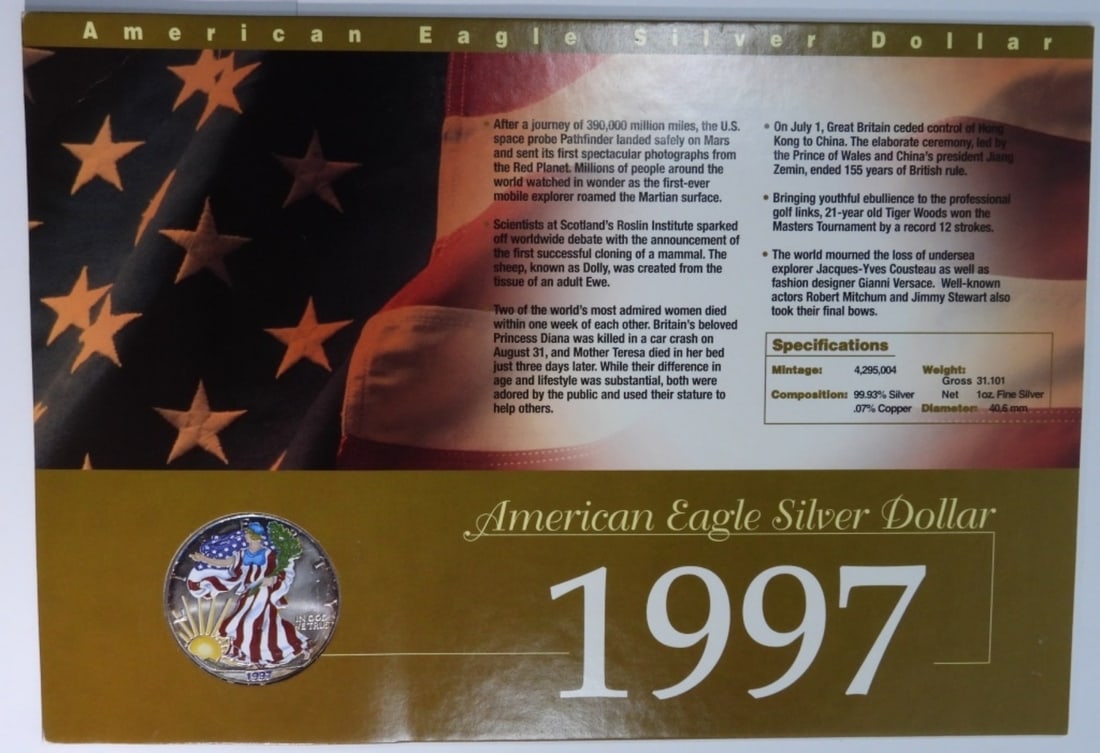 American Eagle Silver Dollar
• After a journey of 390,000 million miles, the U.S.
space probe Pathfinder landed safely on Mars
and sent its first spectacular photographs from
the Red Planet. Millions of people around the
world watched in wonder as the first-ever
mobile explorer roamed the Martian surface.
• Scientists at Scotland's Roslin Institute sparked
off worldwide debate with the announcement of
the first successful cloning of a mammal. The
sheep, known as Dolly, was created from the
tissue of an adult Ewe.
Two of the world's most admired women died
within one week of each other. Britain's beloved
Princess Diana was killed in a car crash on
August 31, and Mother Teresa died in her bed
just three days later. While their difference in
age and lifestyle was substantial, both were
adored by the public and used their stature to
help others.
• On July 1, Great Britain ceded control of Hong
Kong to China. The elaborate ceremony, led by
the Prince of Wales and China's president Jiang
Zemin, ended 155 years of British rule.
• Bringing youthful ebullience to the professional
golf links, 21-year old Tiger Woods won the
Masters Tournament by a record 12 strokes.
• The world mourned the loss of undersea
explorer Jacques-Yves Cousteau as well as
fashion designer Gianni Versace. Well-known
actors Robert Mitchum and Jimmy Stewart also
took their final bows.
Specifications
Mintage: 4,295,004 Weight:
Gross 31.101
Composition: 99.93% Silver Net 1oz. Fine Silver
.07% Copper Diameter: 40.6 mm
American Eagle Silver Dollar
1997
IN GOD
WE TRUST
1997